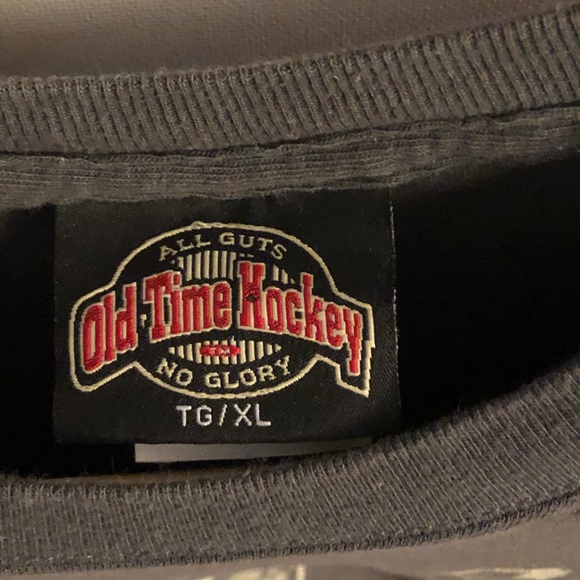 ALL GUTS
Old Time Hockey
NO GLORY
TG/XL